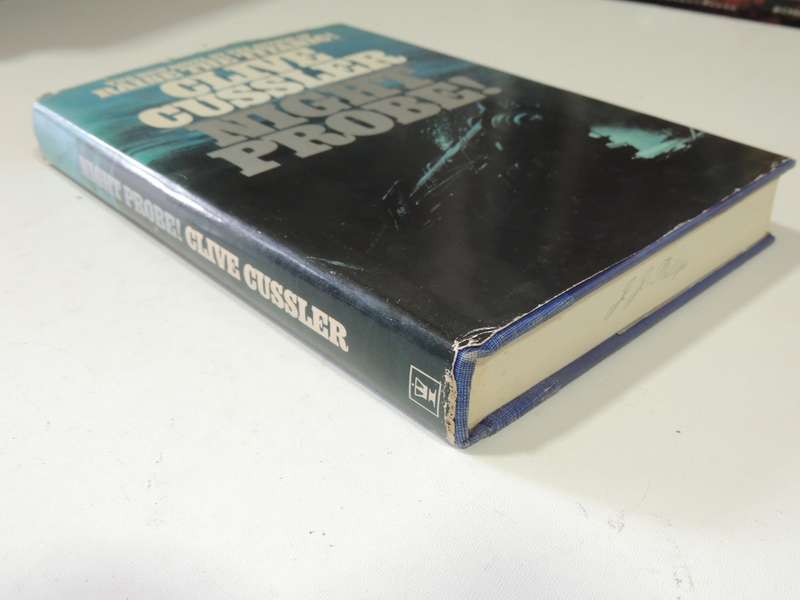 CLIVE
CUSSLER
NIGHT
PROBE!
NIGHT PROBE! CLIVE CUSSLER